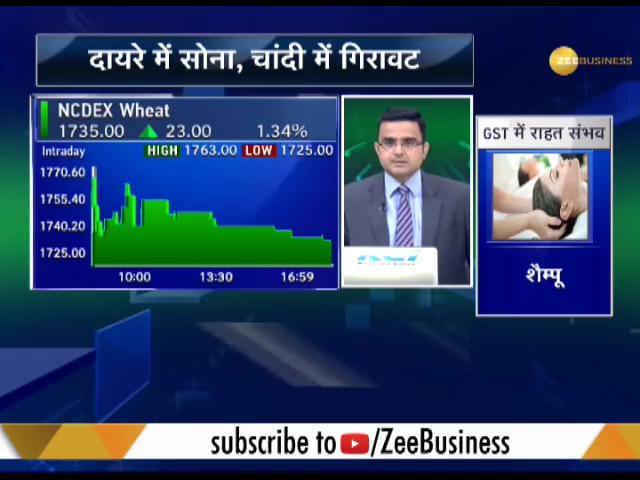 दायरे में सोना, चांदी में गिरावट
ZEEBUSINESS
NCDEX Wheat
1735.00 23.00 1.34%
Intraday HIGH 1763.00 LOW 1725.00
1770.60
1755.40
1740.20
1725.00
10:00 13:30 16:59
GST में राहत संभव
शैम्पू
subscribe to /ZeeBusiness